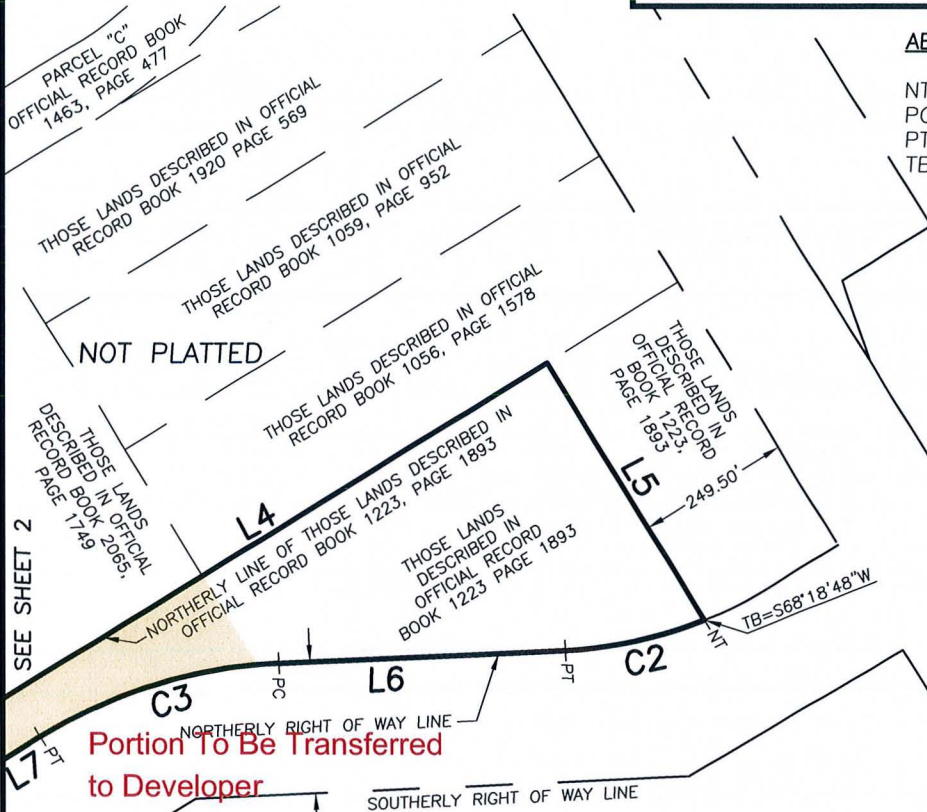 PARCEL "C"
OFFICIAL RECORD BOOK
1463, PAGE 477
THOSE LANDS DESCRIBED IN OFFICIAL
RECORD BOOK 1920 PAGE 569
THOSE LANDS DESCRIBED IN OFFICIAL
RECORD BOOK 1059, PAGE 952
THOSE LANDS DESCRIBED IN OFFICIAL
RECORD BOOK 1056, PAGE 1578
NOT PLATTED
THOSE LANDS
DESCRIBED IN OFFICIAL
RECORD BOOK 2065,
PAGE 1749
SEE SHEET 2
L4
NORTHERLY LINE OF THOSE LANDS DESCRIBED IN
OFFICIAL RECORD BOOK 1223, PAGE 1893
THOSE LANDS
DESCRIBED IN
OFFICIAL RECORD
BOOK 1223 PAGE 1893
THOSE LANDS
DESCRIBED IN
OFFICIAL RECORD
BOOK 1223,
PAGE 1893
L5
249.50'
TB=S68°18'48"W
NT
C2
PT
L6
PC
C3
NORTHERLY RIGHT OF WAY LINE
PT
L7
Portion To Be Transferred
to Developer
SOUTHERLY RIGHT OF WAY LINE
AB
NT
PC
PT
TB